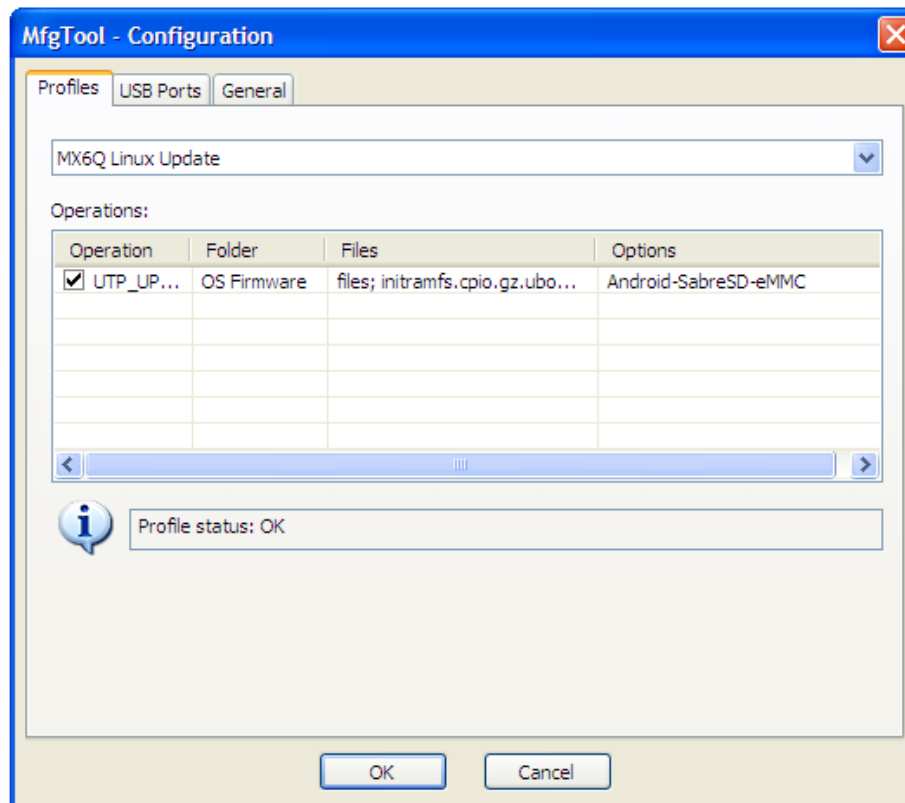 MfgTool - Configuration
Profiles USB Ports General
MX6Q Linux Update
Operations:
Operation Folder Files Options
UTP_UP... OS Firmware files; initramfs.cpio.gz.ubo... Android-SabreSD-eMMC
Profile status: OK
OK Cancel